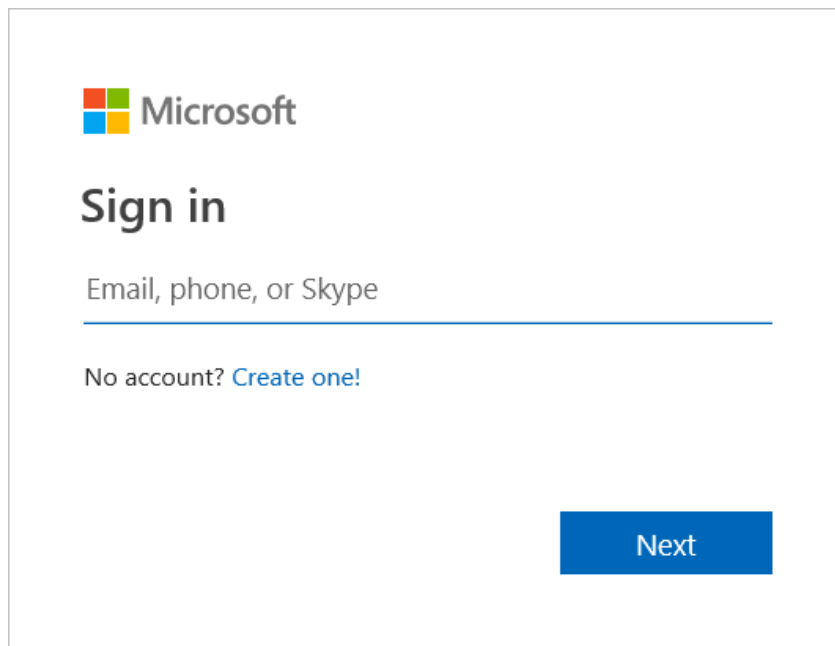 Microsoft
Sign in
Email, phone, or Skype
No account? Create one!
Next